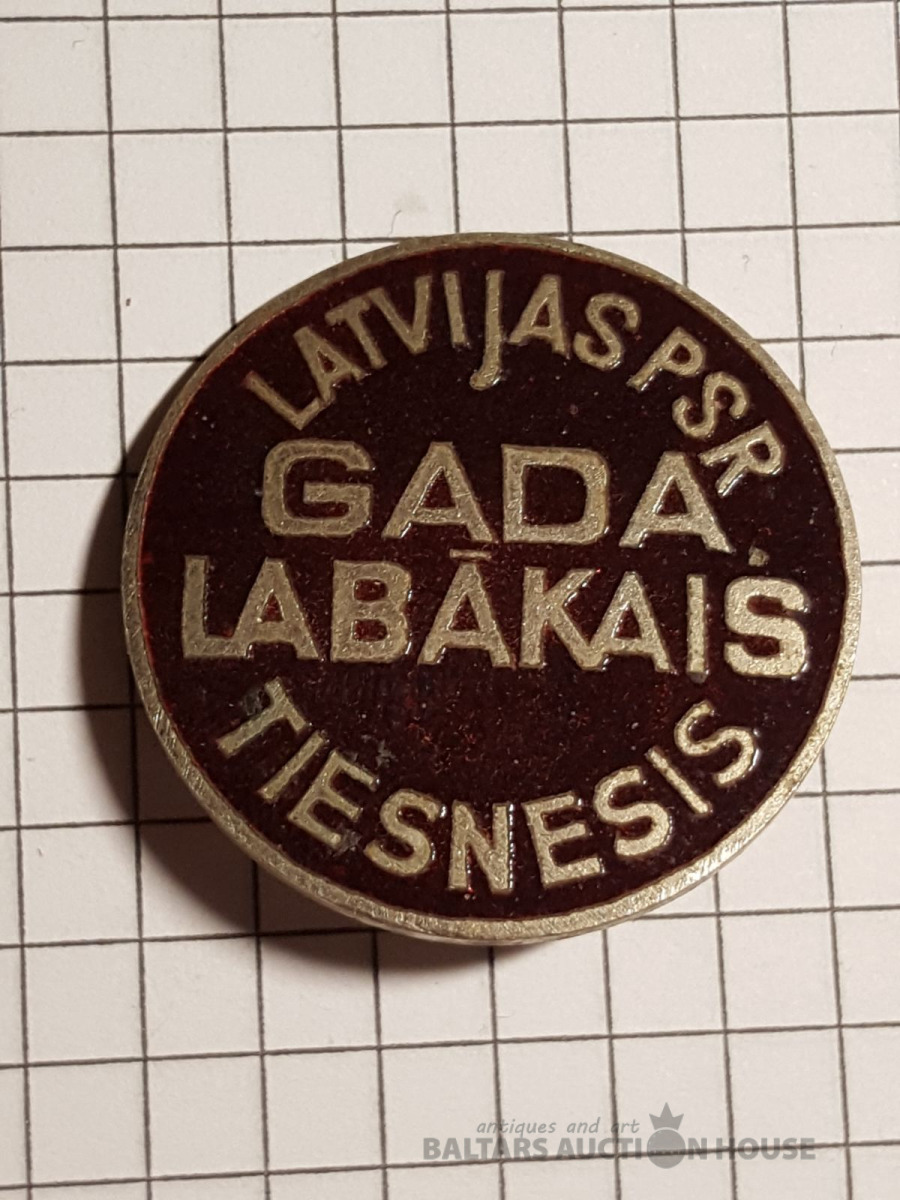 LATVIJAS PSR
GADA
LABĀKAIS
TIESNESIS
antiques and art
BALTARS AUCTION HOUSE